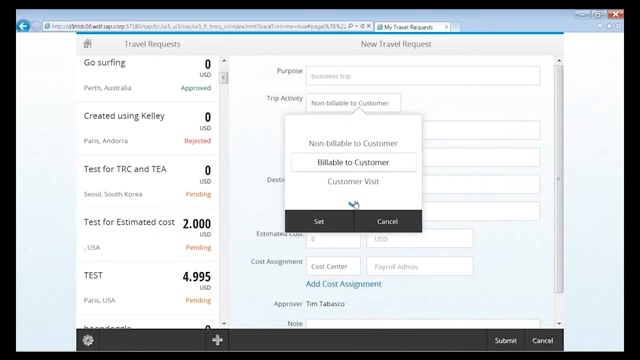 http://d5htdc00.wdf.sap.corp:57180/sap/bc/ui5_ui5/ui5_fr_tmreq_cr/index.html?backToHome=true#page(%7B%22
My Travel Requests
Travel Requests
New Travel Request
Go surfing
0
USD
Perth, Australia
Approved
Created using Kelley
0
USD
Paris, Andorra
Rejected
Test for TRC and TEA
0
USD
Seoul, South Korea
Pending
Test for Estimated cost
2.000
USD
, USA
Pending
TEST
4.995
USD
Paris, USA
Pending
boondoggle
0
Purpose
business trip
Trip Activity
Non-billable to Customer
Non-billable to Customer
Billable to Customer
Customer Visit
Set
Cancel
Estimated Cost
0
USD
Cost Assignment
Cost Center
Payroll Admin.
Add Cost Assignment
Approver
Tim Tabasco
Note
Submit
Cancel